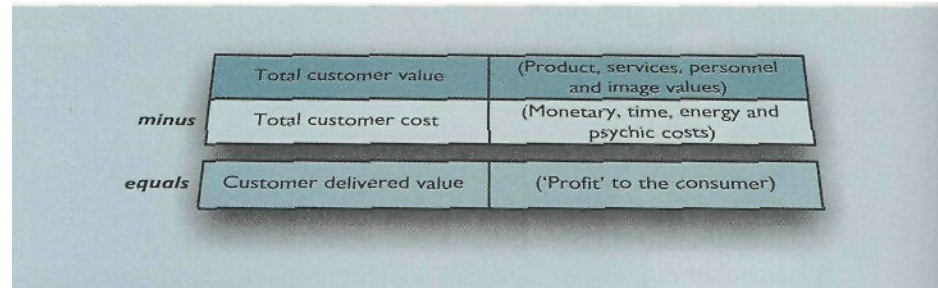 Total customer value
(Product, services, personnel
and image values)
minus
Total customer cost
(Monetary, time, energy and
psychic costs)
equals
Customer delivered value
('Profit' to the consumer)